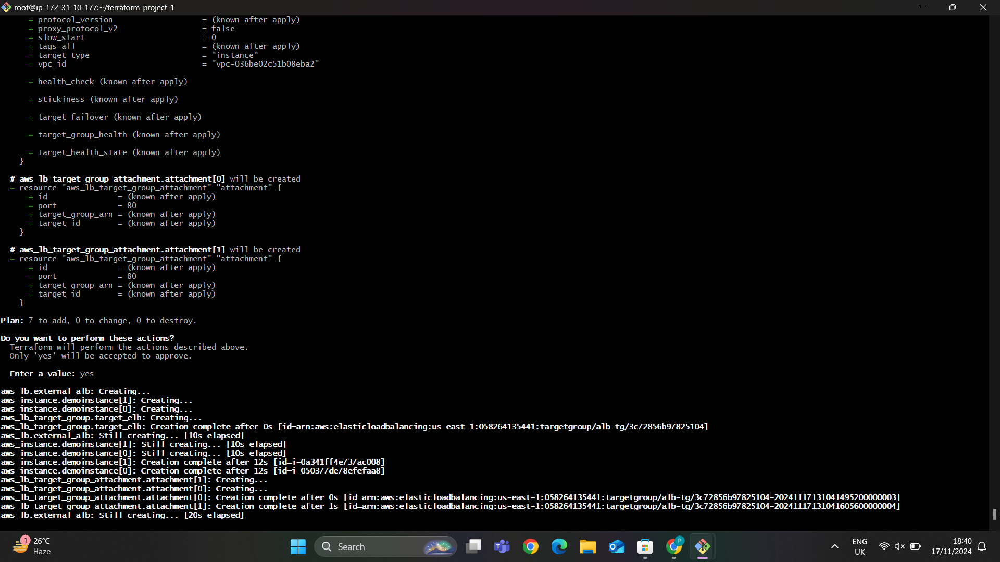 root@ip-172-31-10-177:~/terraform-project-1
+ protocol_version = (known after apply)
+ proxy_protocol_v2 = false
+ slow_start = 0
+ tags_all = (known after apply)
+ target_type = "instance"
+ vpc_id = "vpc-036be02c51b08eba2"
+ health_check (known after apply)
+ stickiness (known after apply)
+ target_failover (known after apply)
+ target_group_health (known after apply)
+ target_health_state (known after apply)
}
# aws_lb_target_group_attachment.attachment[0] will be created
+ resource "aws_lb_target_group_attachment" "attachment" {
+ id = (known after apply)
+ port = 80
+ target_group_arn = (known after apply)
+ target_id = (known after apply)
}
# aws_lb_target_group_attachment.attachment[1] will be created
+ resource "aws_lb_target_group_attachment" "attachment" {
+ id = (known after apply)
+ port = 80
+ target_group_arn = (known after apply)
+ target_id = (known after apply)
}
Plan: 7 to add, 0 to change, 0 to destroy.
Do you want to perform these actions?
Terraform will perform the actions described above.
Only 'yes' will be accepted to approve.
Enter a value: yes
aws_lb.external_alb: Creating...
aws_instance.demoinstance[1]: Creating...
aws_instance.demoinstance[0]: Creating...
aws_lb_target_group.target_elb: Creating...
aws_lb_target_group.target_elb: Creation complete after 0s [id=arn:aws:elasticloadbalancing:us-east-1:058264135441:targetgroup/alb-tg/3c72856b97825104]
aws_lb.external_alb: Still creating... [10s elapsed]
aws_instance.demoinstance[1]: Still creating... [10s elapsed]
aws_instance.demoinstance[0]: Still creating... [10s elapsed]
aws_instance.demoinstance[1]: Creation complete after 12s [id=i-0a341ff4e737ac008]
aws_instance.demoinstance[0]: Creation complete after 12s [id=i-050377de78efefaa8]
aws_lb_target_group_attachment.attachment[1]: Creating...
aws_lb_target_group_attachment.attachment[0]: Creating...
aws_lb_target_group_attachment.attachment[0]: Creation complete after 0s [id=arn:aws:elasticloadbalancing:us-east-1:058264135441:targetgroup/alb-tg/3c72856b97825104-20241117131041495200000003]
aws_lb_target_group_attachment.attachment[1]: Creation complete after 1s [id=arn:aws:elasticloadbalancing:us-east-1:058264135441:targetgroup/alb-tg/3c72856b97825104-20241117131041605600000004]
aws_lb.external_alb: Still creating... [20s elapsed]
1
26°C
Haze
Search
P
ENG
UK
18:40
17/11/2024